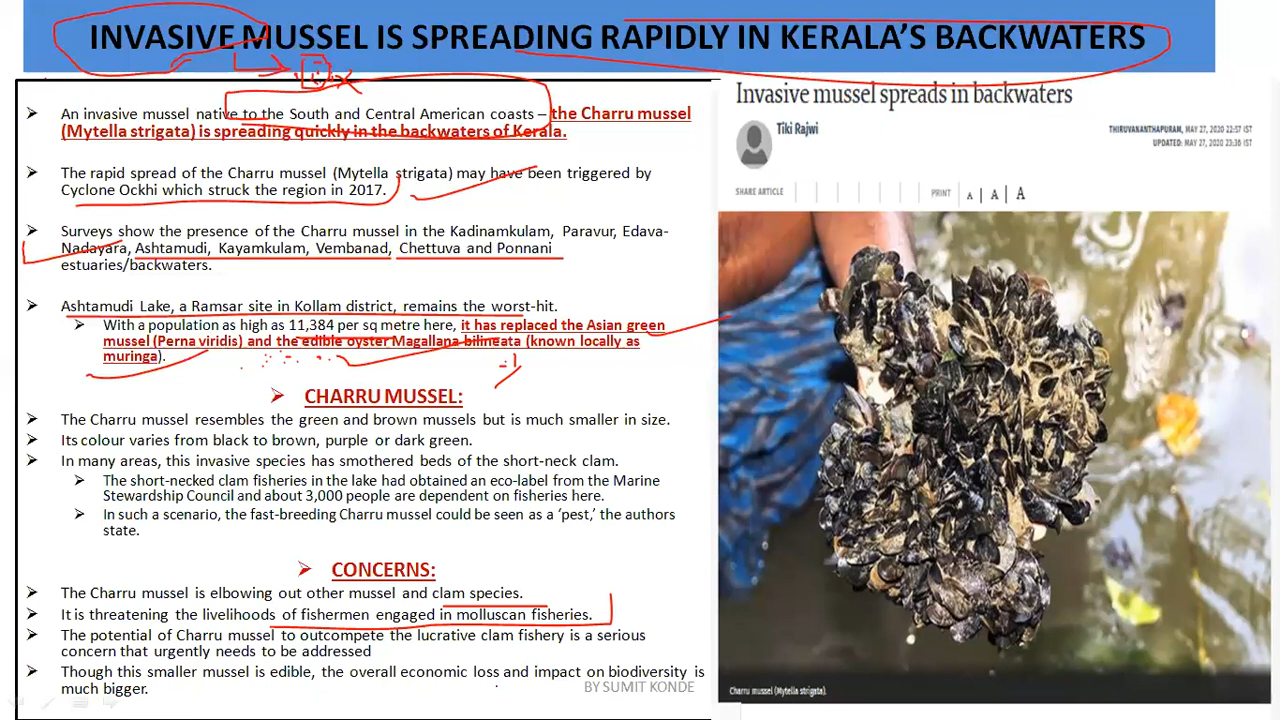 INVASIVE MUSSEL IS SPREADING RAPIDLY IN KERALA'S BACKWATERS
An invasive mussel native to the South and Central American coasts – the Charru mussel
(Mytella strigata) is spreading quickly in the backwaters of Kerala.
The rapid spread of the Charru mussel (Mytella strigata) may have been triggered by
Cyclone Ockhi which struck the region in 2017.
Surveys show the presence of the Charru mussel in the Kadinamkulam, Paravur, Edava-
Nadayara, Ashtamudi, Kayamkulam, Vembanad, Chettuva and Ponnani
estuaries/backwaters.
Ashtamudi Lake, a Ramsar site in Kollam district, remains the worst-hit.
With a population as high as 11,384 per sq metre here, it has replaced the Asian green
mussel (Perna viridis) and the edible oyster Magallana bilineata (known locally as
muringa).
CHARRU MUSSEL:
The Charru mussel resembles the green and brown mussels but is much smaller in size.
Its colour varies from black to brown, purple or dark green.
In many areas, this invasive species has smothered beds of the short-neck clam.
The short-necked clam fisheries in the lake had obtained an eco-label from the Marine
Stewardship Council and about 3,000 people are dependent on fisheries here.
In such a scenario, the fast-breeding Charru mussel could be seen as a 'pest,' the authors
state.
CONCERNS:
The Charru mussel is elbowing out other mussel and clam species.
It is threatening the livelihoods of fishermen engaged in molluscan fisheries.
The potential of Charru mussel to outcompete the lucrative clam fishery is a serious
concern that urgently needs to be addressed
Though this smaller mussel is edible, the overall economic loss and impact on biodiversity is
much bigger.
BY SUMIT KONDE
Invasive mussel spreads in backwaters
Tiki Rajwi
THIRUVANANTHAPURAM, MAY 27, 2020 22:57 IST
UPDATED: MAY 27, 2020 23:36 IST
SHARE ARTICLE
PRINT A | A | A
Charru mussel (Mytella strigata).